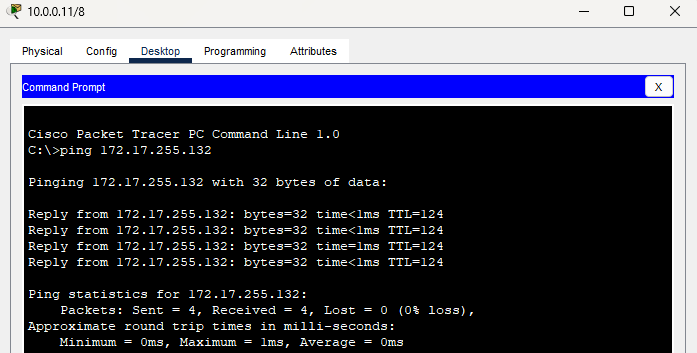 10.0.0.11/8
Physical Config Desktop Programming Attributes
Command Prompt X
Cisco Packet Tracer PC Command Line 1.0
C:\>ping 172.17.255.132
Pinging 172.17.255.132 with 32 bytes of data:
Reply from 172.17.255.132: bytes=32 time<1ms TTL=124
Reply from 172.17.255.132: bytes=32 time<1ms TTL=124
Reply from 172.17.255.132: bytes=32 time=1ms TTL=124
Reply from 172.17.255.132: bytes=32 time<1ms TTL=124
Ping statistics for 172.17.255.132:
Packets: Sent = 4, Received = 4, Lost = 0 (0% loss),
Approximate round trip times in milli-seconds:
Minimum = 0ms, Maximum = 1ms, Average = 0ms